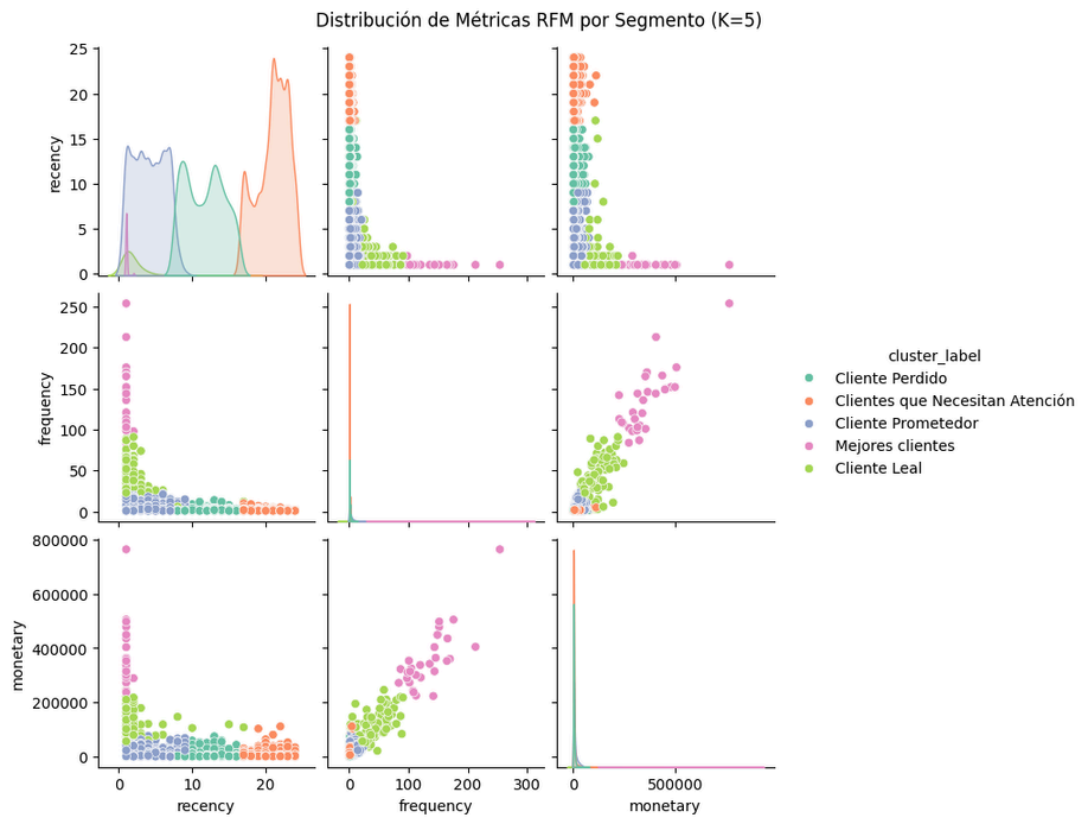 Distribución de Métricas RFM por Segmento (K=5)
25
20
15
10
5
0
recency
250
200
150
100
50
0
frequency
cluster_label
Cliente Perdido
Clientes que Necesitan Atención
Cliente Prometedor
Mejores clientes
Cliente Leal
800000
600000
400000
200000
0
monetary
0 20
recency
0 100 200 300
frequency
0 500000
monetary